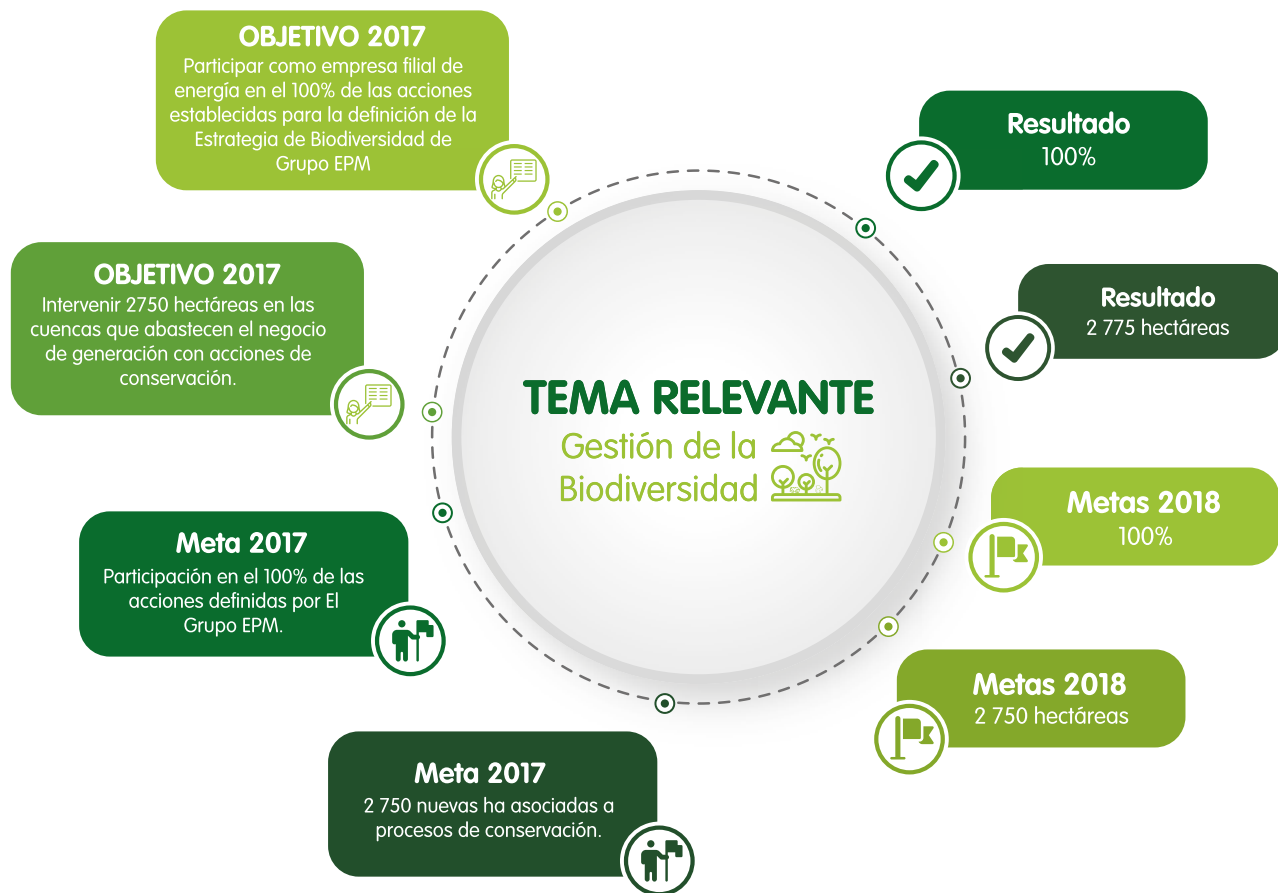 OBJETIVO 2017
Participar como empresa filial de
energía en el 100% de las acciones
establecidas para la definición de la
Estrategia de Biodiversidad de
Grupo EPM
OBJETIVO 2017
Intervenir 2750 hectáreas en las
cuencas que abastecen el negocio
de generación con acciones de
conservación.
Meta 2017
Participación en el 100% de las
acciones definidas por El
Grupo EPM.
Meta 2017
2 750 nuevas ha asociadas a
procesos de conservación.
TEMA RELEVANTE
Gestión de la
Biodiversidad
Resultado
100%
Resultado
2 775 hectáreas
Metas 2018
100%
Metas 2018
2 750 hectáreas